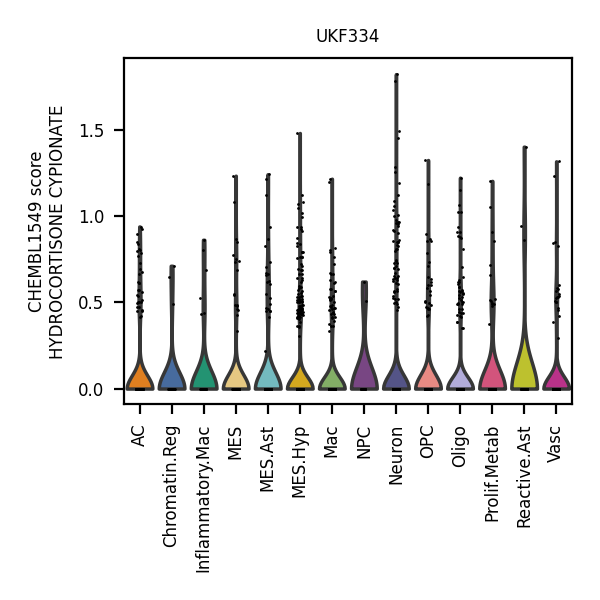 UKF334
CHEMBL1549 score
HYDROCORTISONE CYPIONATE
1.5
1.0
0.5
0.0
AC
Chromatin.Reg
Inflammatory.Mac
MES
MES.Ast
MES.Hyp
Mac
NPC
Neuron
OPC
Oligo
Prolif.Metab
Reactive.Ast
Vasc